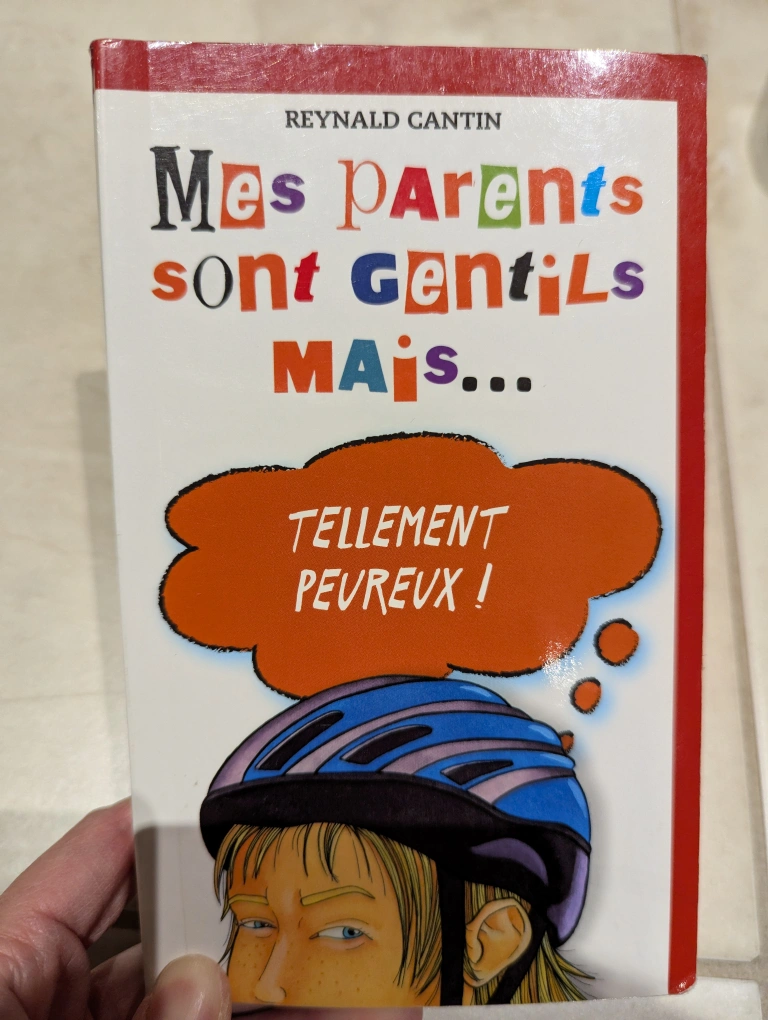 REYNALD CANTIN
Mes parents
sont gentils
mais...
TELLEMENT
PEUREUX !